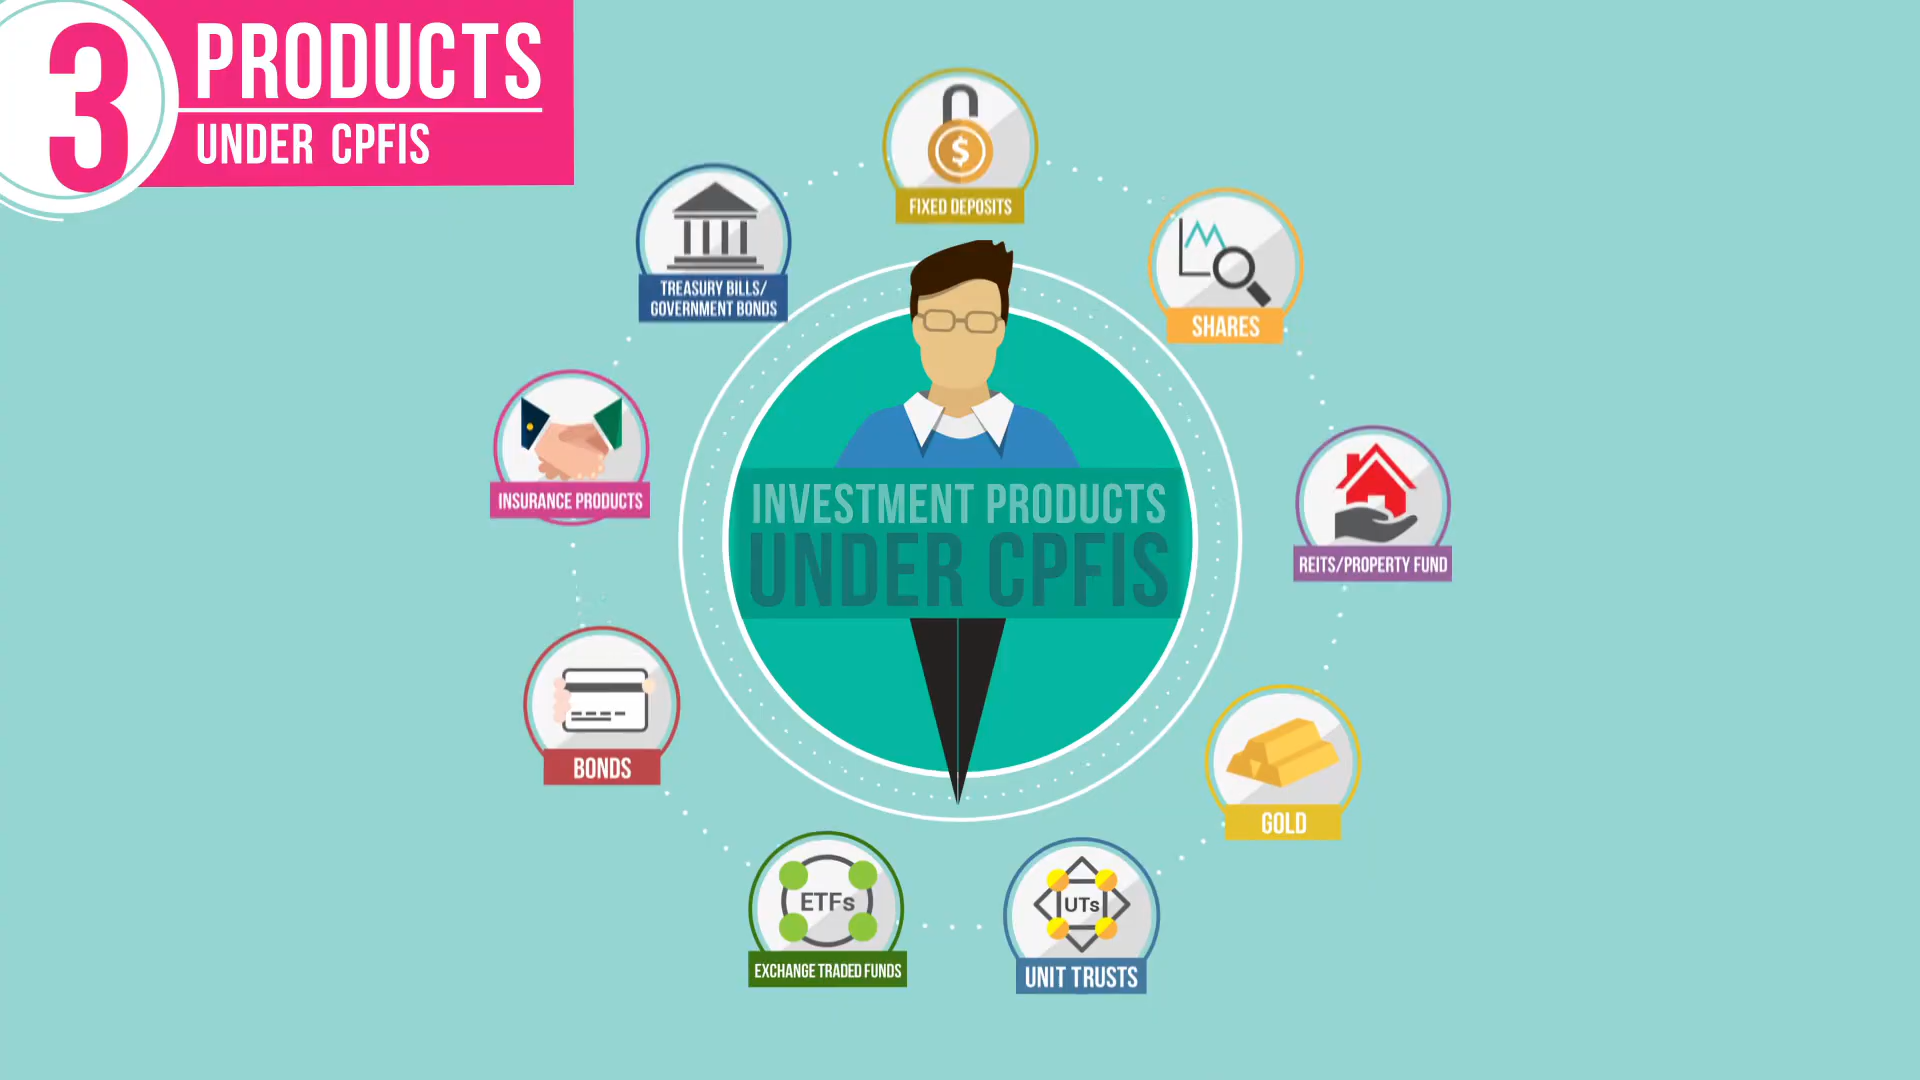 3
PRODUCTS
UNDER CPFIS
$
FIXED DEPOSITS
TREASURY BILLS/
GOVERNMENT BONDS
SHARES
INSURANCE PRODUCTS
REITS/PROPERTY FUND
INVESTMENT PRODUCTS
UNDER CPFIS
BONDS
GOLD
ETFs
EXCHANGE TRADED FUNDS
UTs
UNIT TRUSTS